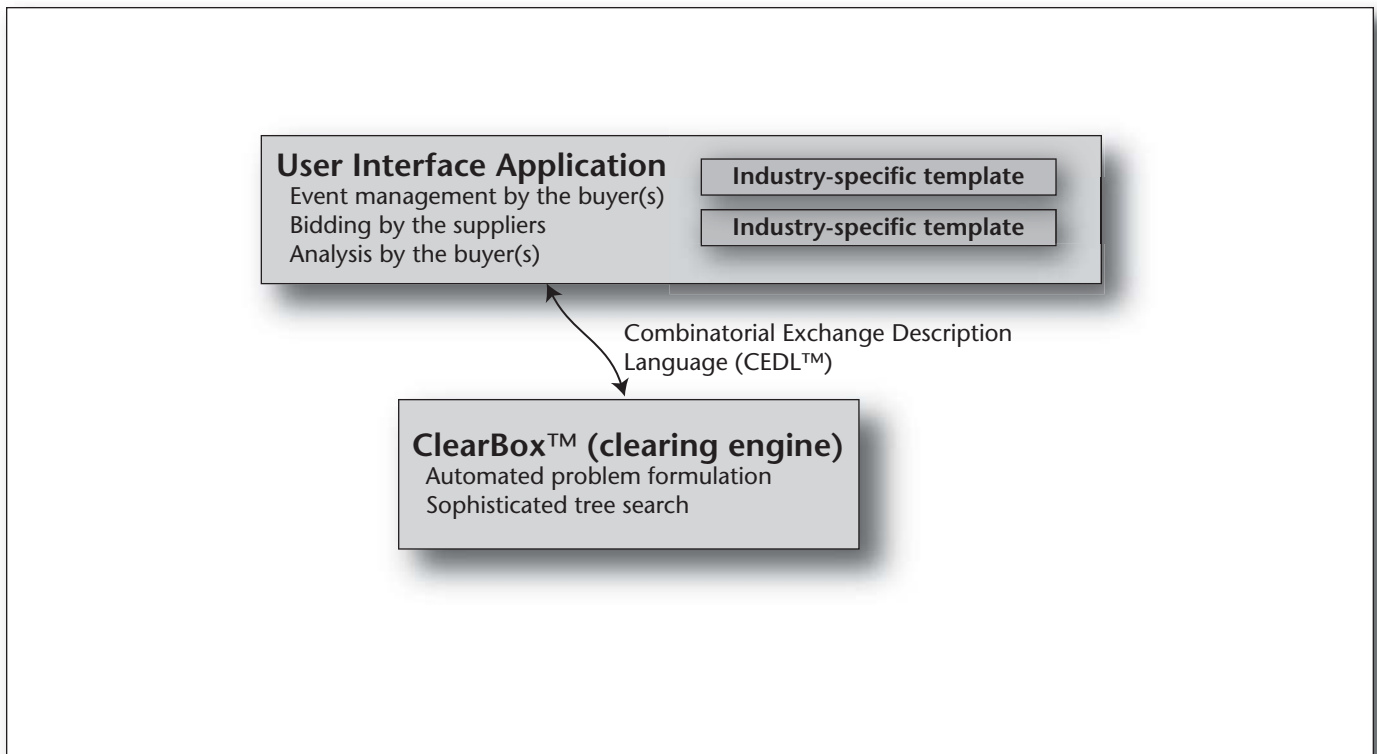 User Interface Application
Event management by the buyer(s)
Bidding by the suppliers
Analysis by the buyer(s)
Industry-specific template
Industry-specific template
Combinatorial Exchange Description
Language (CEDL™)
ClearBox™ (clearing engine)
Automated problem formulation
Sophisticated tree search